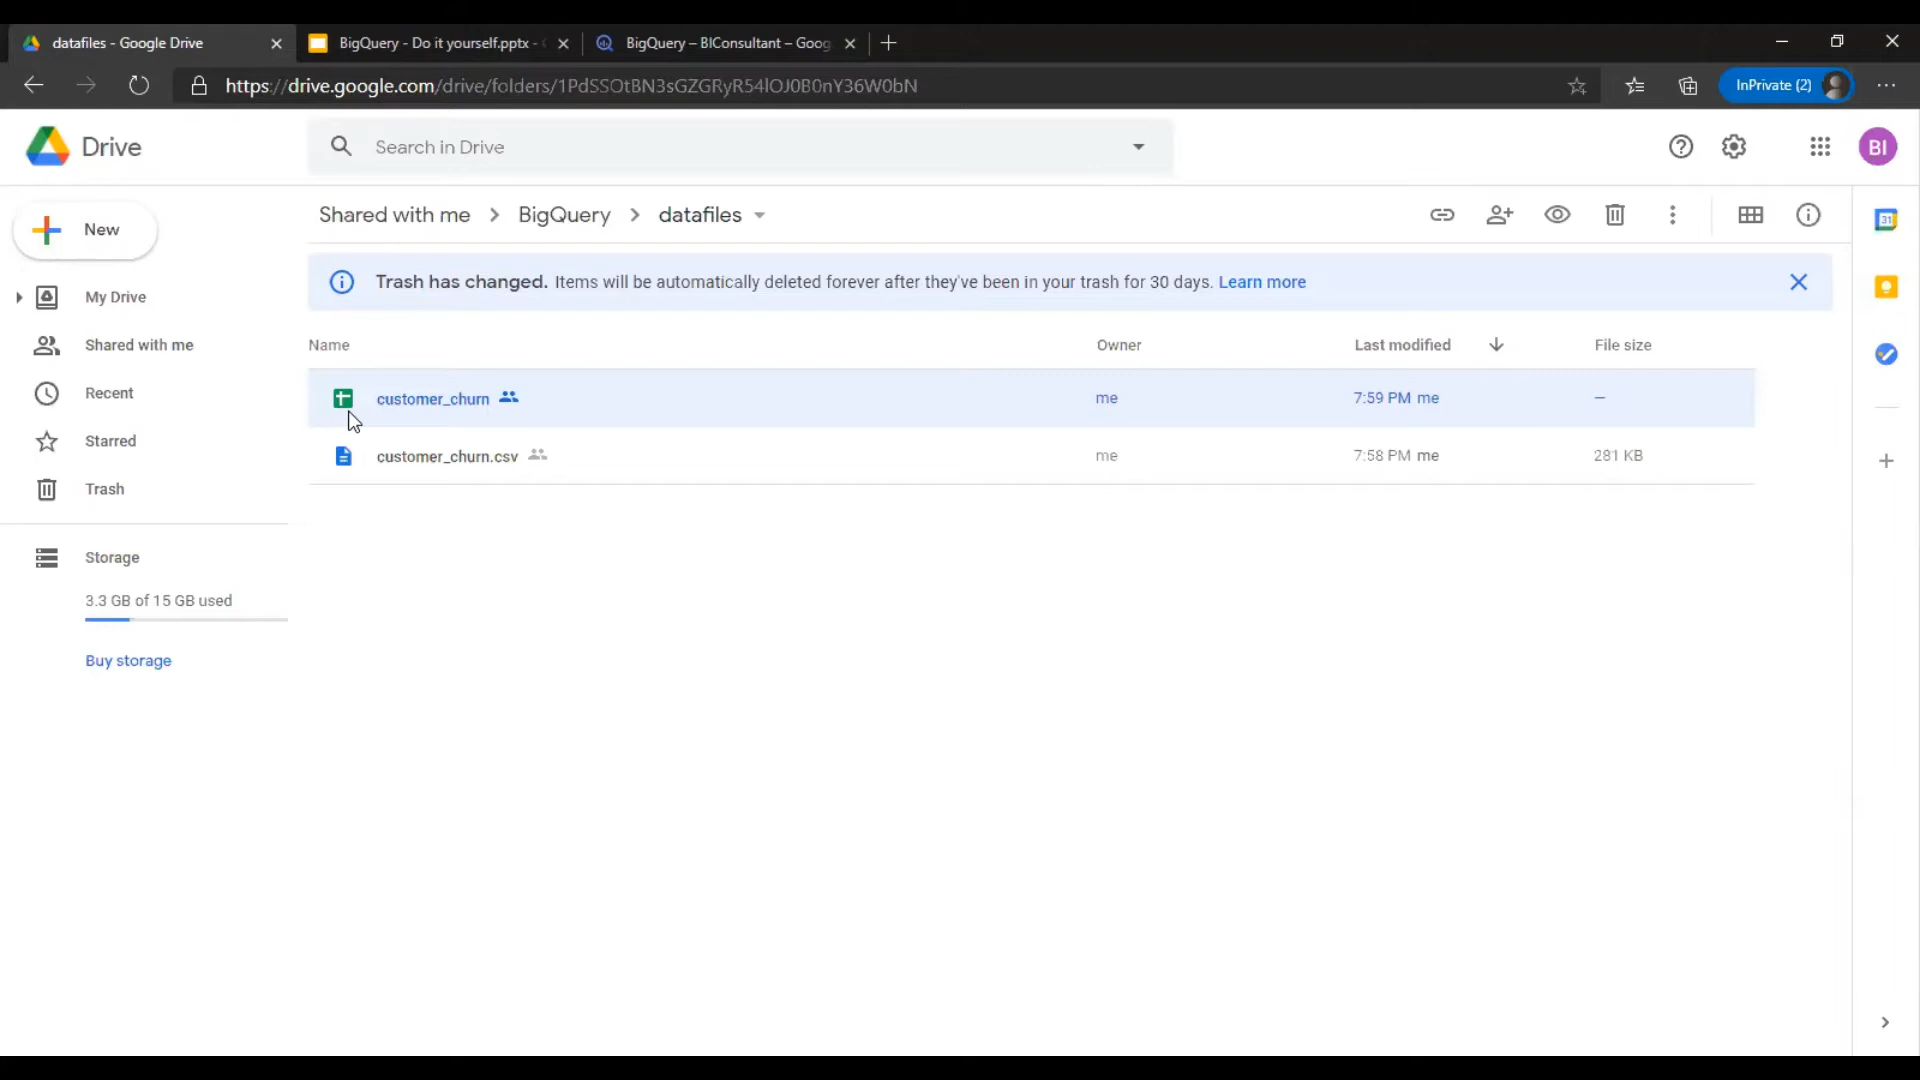 datafiles - Google Drive
BigQuery - Do it yourself.pptx -
BigQuery – BIConsultant – Goog
https://drive.google.com/drive/folders/1PdSSOtBN3sGZGRyR54lOJ0B0nY36W0bN
InPrivate (2)
Drive
Search in Drive
BI
New
Shared with me > BigQuery > datafiles
31
Trash has changed. Items will be automatically deleted forever after they've been in your trash for 30 days. Learn more
My Drive
Shared with me
Recent
Starred
Trash
Storage
3.3 GB of 15 GB used
Buy storage
Name Owner Last modified File size
customer_churn me 7:59 PM me –
customer_churn.csv me 7:58 PM me 281 KB